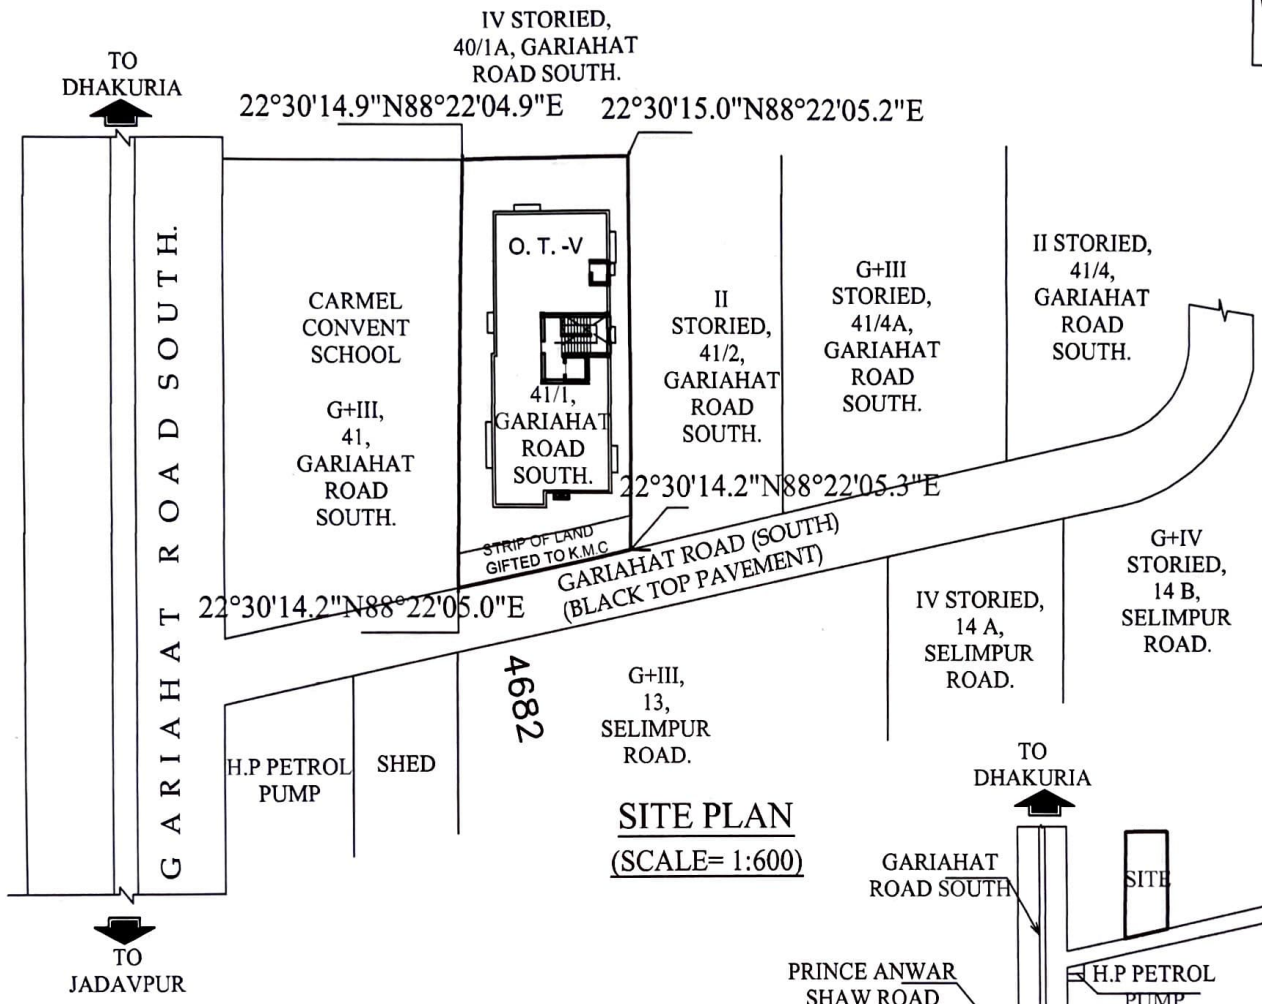 IV STORIED,
40/1A, GARIAHAT
ROAD SOUTH.
TO
DHAKURIA
22°30'14.9"N88°22'04.9"E
22°30'15.0"N88°22'05.2"E
GARIAHAT ROAD SOUTH.
CARMEL
CONVENT
SCHOOL
G+III,
41,
GARIAHAT
ROAD
SOUTH.
O. T. -V
41/1,
GARIAHAT
ROAD
SOUTH.
II
STORIED,
41/2,
GARIAHAT
ROAD
SOUTH.
G+III
STORIED,
41/4A,
GARIAHAT
ROAD
SOUTH.
II STORIED,
41/4,
GARIAHAT
ROAD
SOUTH.
22°30'14.2"N88°22'05.3"E
STRIP OF LAND
GIFTED TO K.M.C
GARIAHAT ROAD (SOUTH)
(BLACK TOP PAVEMENT)
22°30'14.2"N88°22'05.0"E
4682
G+III,
13,
SELIMPUR
ROAD.
IV STORIED,
14 A,
SELIMPUR
ROAD.
G+IV
STORIED,
14 B,
SELIMPUR
ROAD.
H.P PETROL
PUMP
SHED
SITE PLAN
(SCALE= 1:600)
TO
JADAVPUR
TO
DHAKURIA
GARIAHAT
ROAD SOUTH
SITE
PRINCE ANWAR
SHAW ROAD
H.P PETROL
PUMP